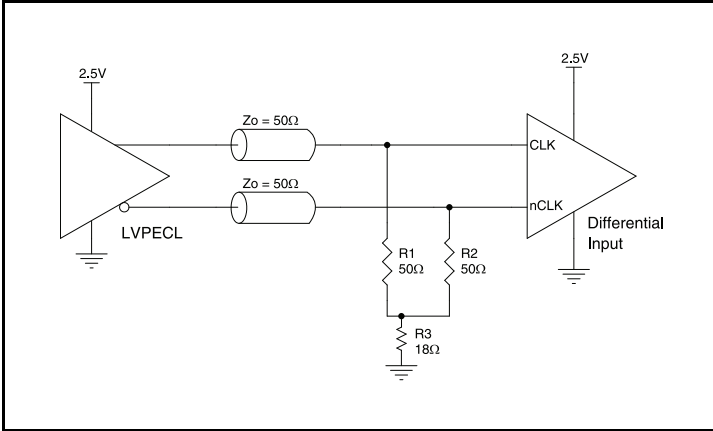 2.5V
2.5V
Zo = 50Ω
CLK
Zo = 50Ω
nCLK
LVPECL
Differential
Input
R1
50Ω
R2
50Ω
R3
18Ω